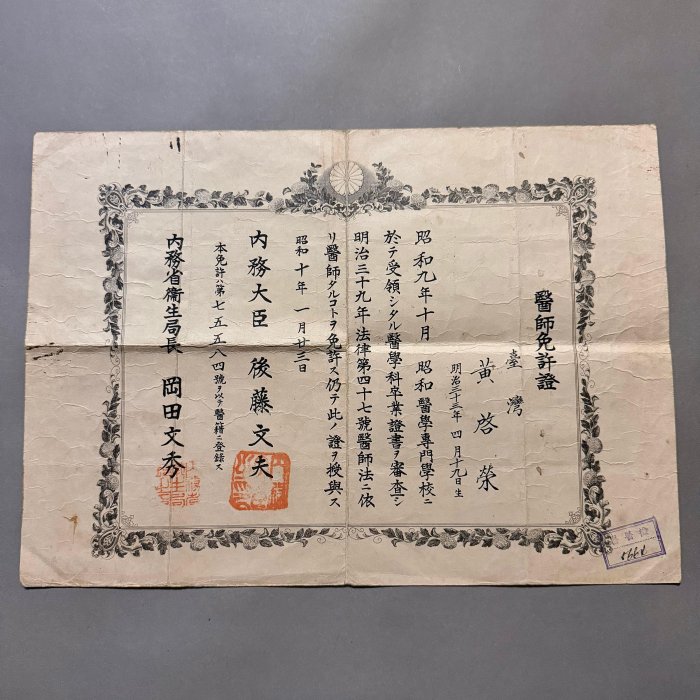 醫師免許證
臺灣
黃啓榮
明治三十三年四月十九日生
昭和九年十月 昭和醫學專門學校ニ
於テ受領シタル醫學科卒業證書ヲ審査シ
明治三十九年法律第四十七號醫師法ニ依
リ醫師タルコトヲ免許ス仍テ此ノ證ヲ授與ス
昭和十年一月廿三日
內務大臣 後藤文夫
本免許ハ第七五五八四號ヲ以テ醫籍ニ登錄ス
內務省衞生局長 岡田文秀